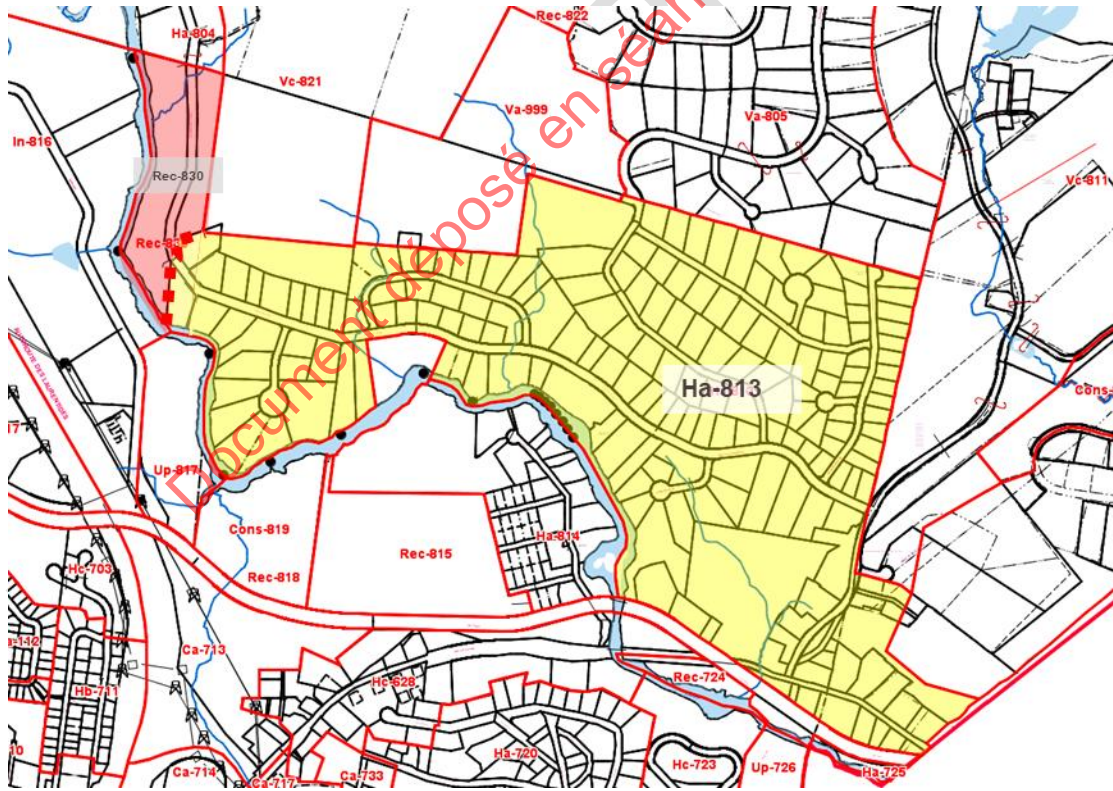 Rec-822
Ha-804
Vc-821
Va-999
Va-805
In-816
Rec-830
Vc-811
Document déposé en séan
Ha-813
Up-817
Cons-819
Rec-815
Ha-814
Rec-818
Hc-703
Ca-713
Hb-711
Hc-628
Rec-724
Ha-720
Ca-714
Ca-717
Ca-733
Hc-723
Up-726
Ha-725